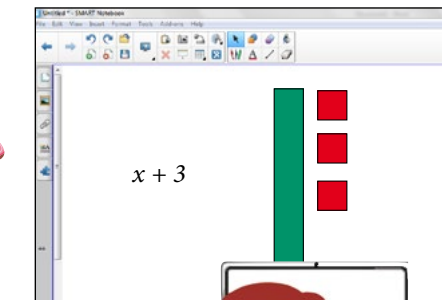 Untitled * - SMART Notebook
File Edit View Insert Format Tools Add-ons Help
x + 3